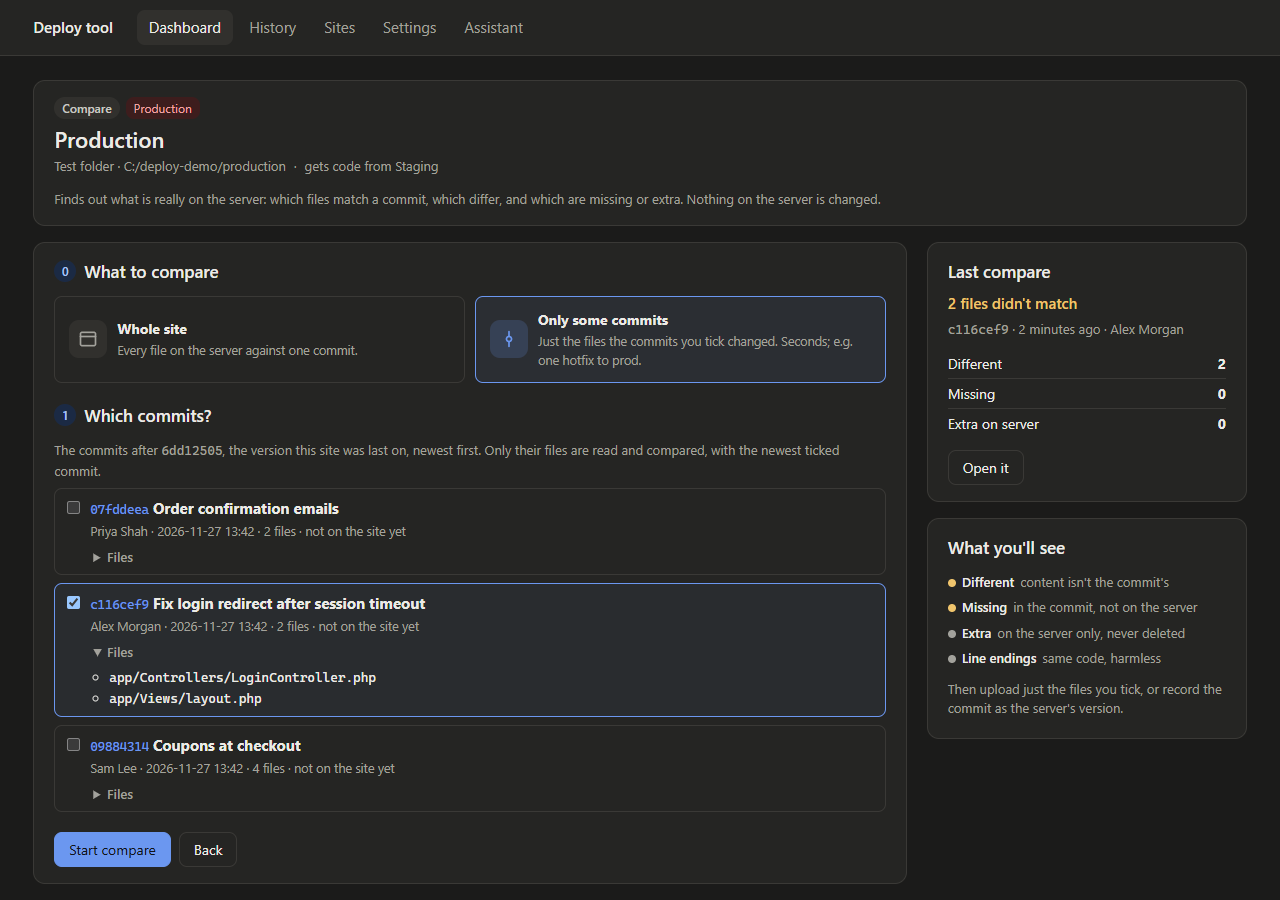 Deploy tool Dashboard History Sites Settings Assistant
Compare Production
Production
Test folder · C:/deploy-demo/production · gets code from Staging
Finds out what is really on the server: which files match a commit, which differ, and which are missing or extra. Nothing on the server is changed.
0 What to compare
Whole site
Every file on the server against one commit.
Only some commits
Just the files the commits you tick changed. Seconds; e.g.
one hotfix to prod.
1 Which commits?
The commits after 6dd12505, the version this site was last on, newest first. Only their files are read and compared, with the newest ticked
commit.
07fddeea Order confirmation emails
Priya Shah · 2026-11-27 13:42 · 2 files · not on the site yet
Files
c116cef9 Fix login redirect after session timeout
Alex Morgan · 2026-11-27 13:42 · 2 files · not on the site yet
Files
app/Controllers/LoginController.php
app/Views/layout.php
09884314 Coupons at checkout
Sam Lee · 2026-11-27 13:42 · 4 files · not on the site yet
Files
Start compare Back
Last compare
2 files didn't match
c116cef9 · 2 minutes ago · Alex Morgan
Different 2
Missing 0
Extra on server 0
Open it
What you'll see
Different content isn't the commit's
Missing in the commit, not on the server
Extra on the server only, never deleted
Line endings same code, harmless
Then upload just the files you tick, or record the
commit as the server's version.